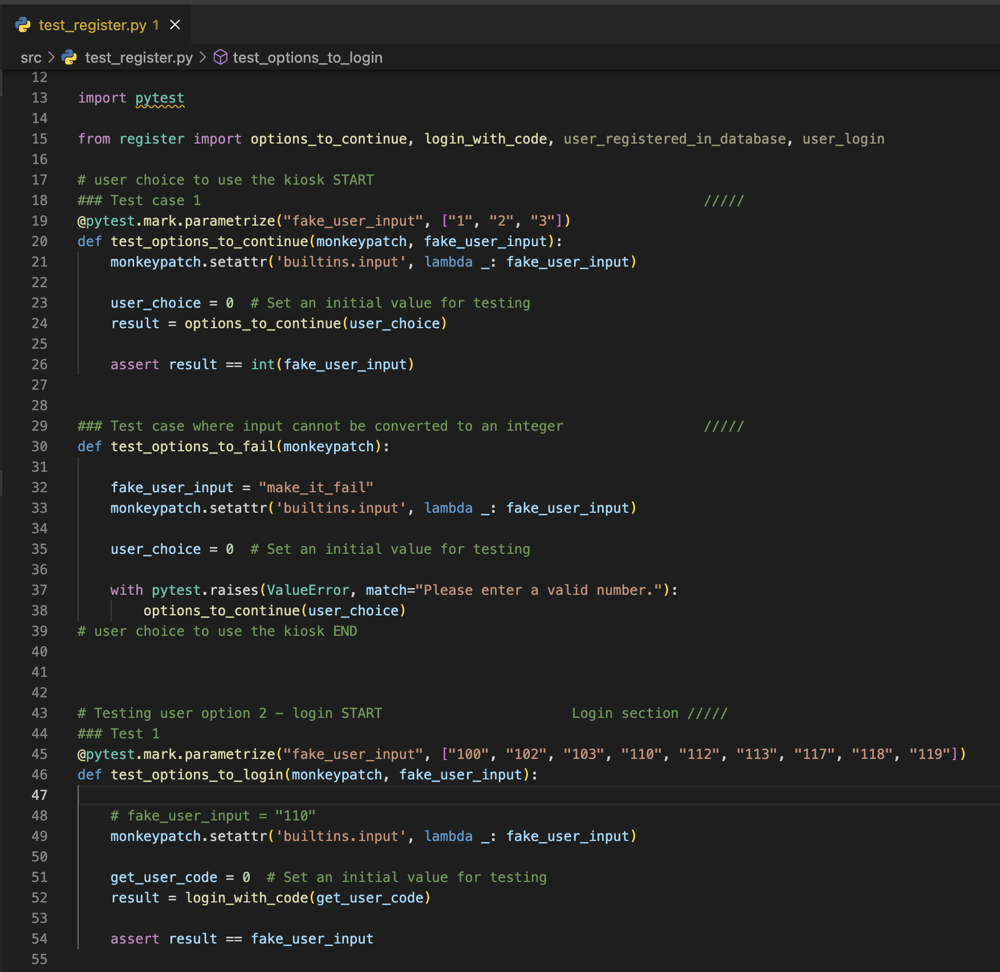 test_register.py 1
src > test_register.py > test_options_to_login
12
13 import pytest
14
15 from register import options_to_continue, login_with_code, user_registered_in_database, user_login
16
17 # user choice to use the kiosk START
18 ### Test case 1 /////
19 @pytest.mark.parametrize("fake_user_input", ["1", "2", "3"])
20 def test_options_to_continue(monkeypatch, fake_user_input):
21     monkeypatch.setattr('builtins.input', lambda _: fake_user_input)
22
23     user_choice = 0  # Set an initial value for testing
24     result = options_to_continue(user_choice)
25
26     assert result == int(fake_user_input)
27
28
29 ### Test case where input cannot be converted to an integer /////
30 def test_options_to_fail(monkeypatch):
31
32     fake_user_input = "make_it_fail"
33     monkeypatch.setattr('builtins.input', lambda _: fake_user_input)
34
35     user_choice = 0  # Set an initial value for testing
36
37     with pytest.raises(ValueError, match="Please enter a valid number."):
38         options_to_continue(user_choice)
39 # user choice to use the kiosk END
40
41
42
43 # Testing user option 2 – login START Login section /////
44 ### Test 1
45 @pytest.mark.parametrize("fake_user_input", ["100", "102", "103", "110", "112", "113", "117", "118", "119"])
46 def test_options_to_login(monkeypatch, fake_user_input):
47
48     # fake_user_input = "110"
49     monkeypatch.setattr('builtins.input', lambda _: fake_user_input)
50
51     get_user_code = 0  # Set an initial value for testing
52     result = login_with_code(get_user_code)
53
54     assert result == fake_user_input
55